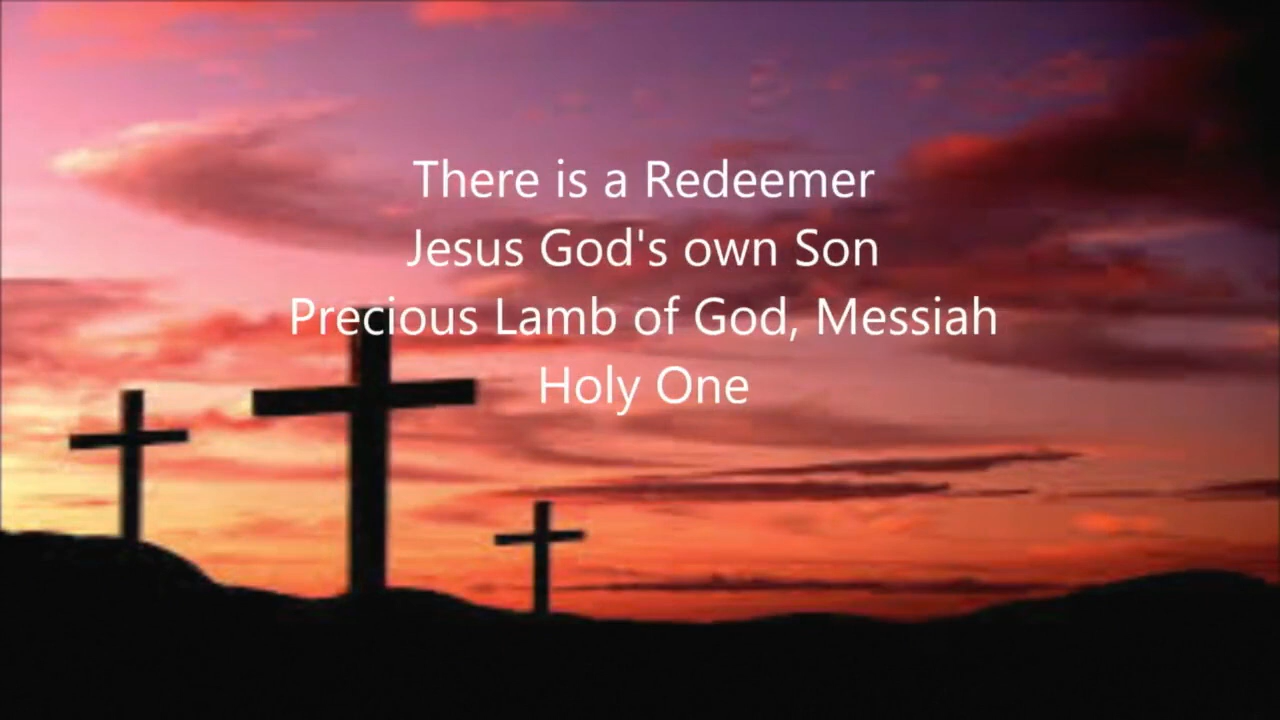 There is a Redeemer
Jesus God's own Son
Precious Lamb of God, Messiah
Holy One